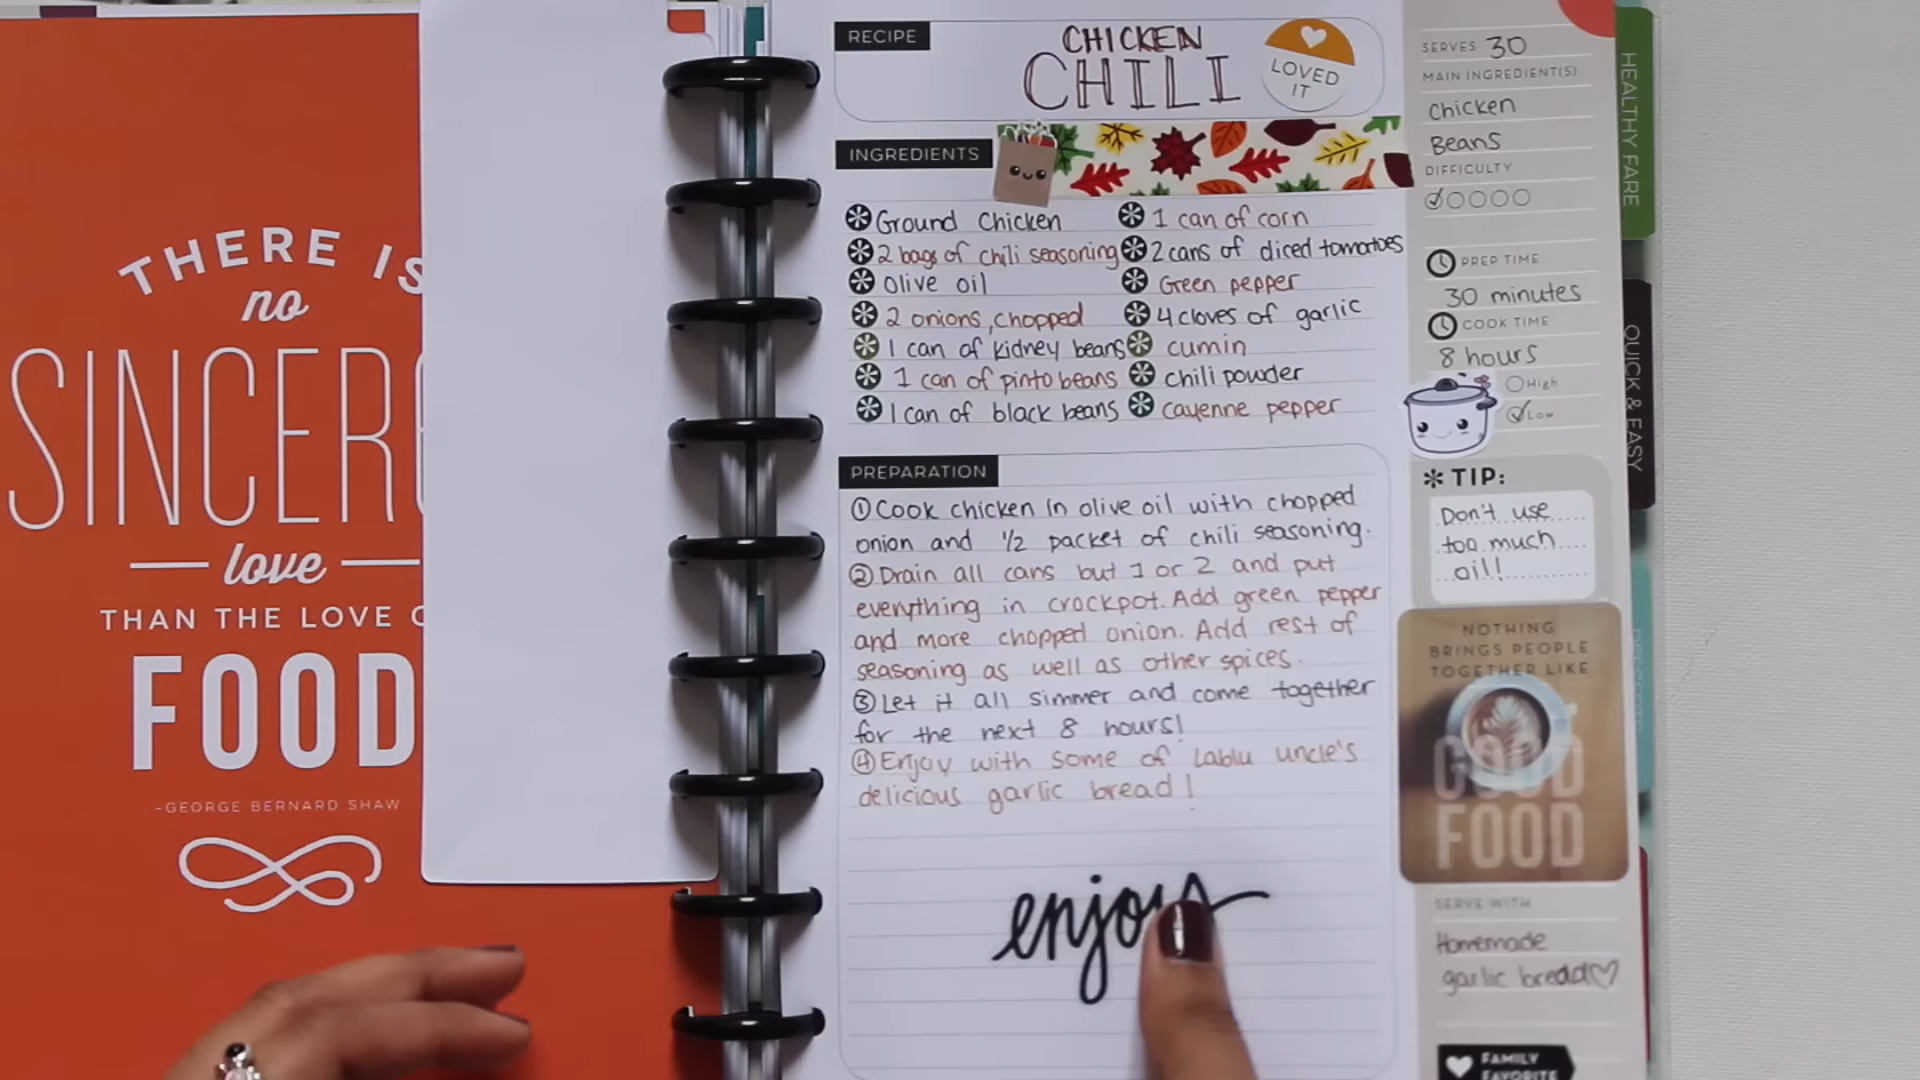 THERE IS
no
SINCERE
love
THAN THE LOVE O
FOOD
-GEORGE BERNARD SHAW
RECIPE
CHICKEN
CHILI
LOVED
IT
INGREDIENTS
Ground Chicken
2 bags of chili seasoning
Olive oil
2 onions, chopped
1 can of kidney beans
1 can of pinto beans
1 can of black beans
1 can of corn
2 cans of diced tomatoes
Green pepper
4 cloves of garlic
cumin
chili powder
cayenne pepper
PREPARATION
① Cook chicken in olive oil with chopped
onion and 1/2 packet of chili seasoning.
② Drain all cans but 1 or 2 and put
everything in crockpot. Add green pepper
and more chopped onion. Add rest of
seasoning as well as other spices.
③ Let it all simmer and come together
for the next 8 hours!
④ Enjoy with some of Lablu uncle's
delicious garlic bread!
enjoy
SERVES 30
MAIN INGREDIENT(S)
Chicken
Beans
DIFFICULTY
PREP TIME
30 minutes
COOK TIME
8 hours
High
Low
* TIP:
Don't use
too much
oil!
NOTHING
BRINGS PEOPLE
TOGETHER LIKE
GOOD
FOOD
SERVE WITH
Homemade
garlic bread♡
FAMILY
FAVORITE
HEALTHY FARE
QUICK & EASY